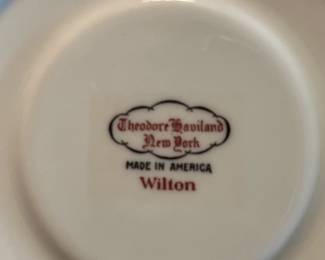 Theodore Haviland
New York
MADE IN AMERICA
Wilton